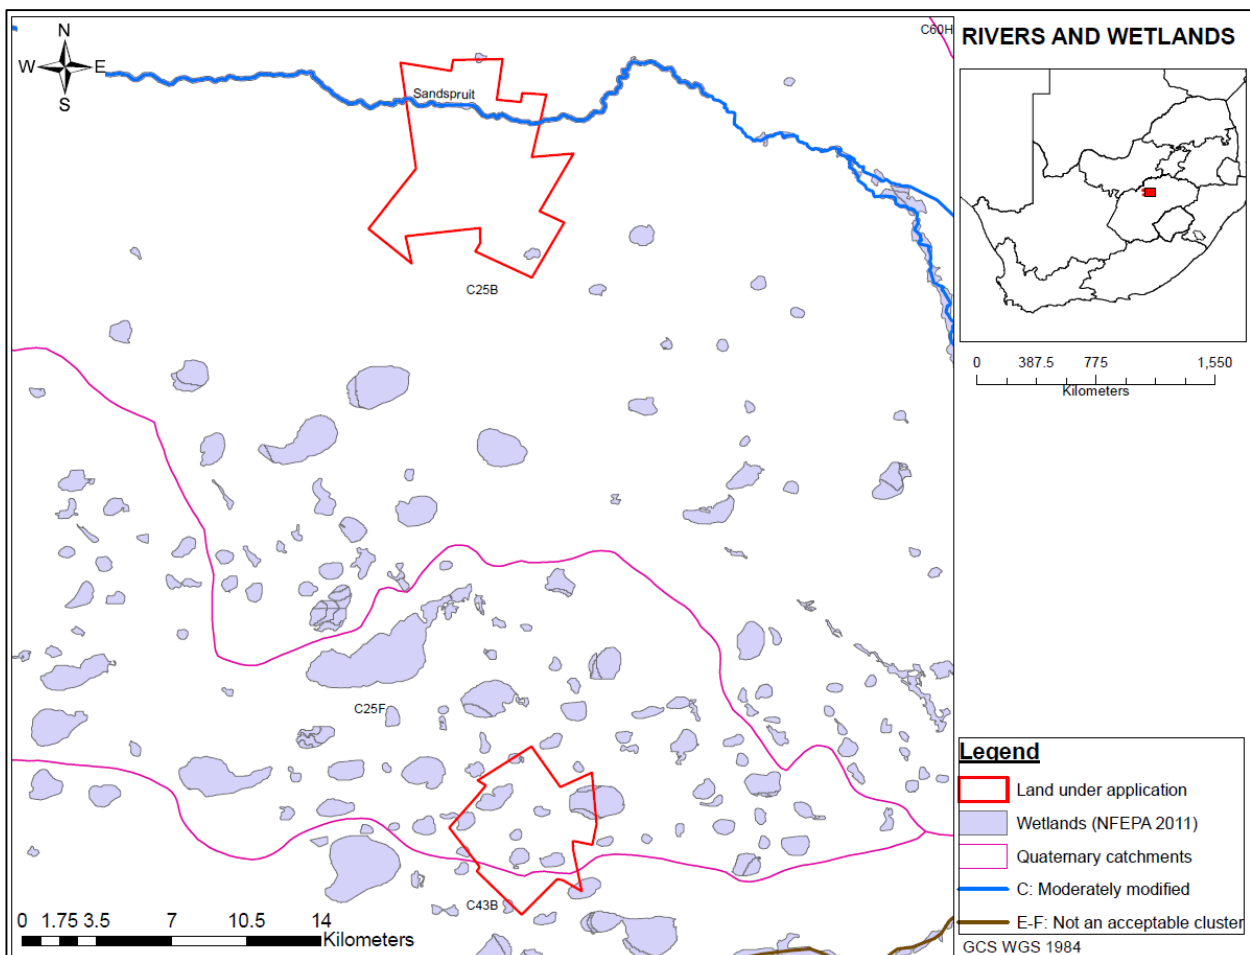 N
W E
S
C60H
Sandspruit
C25B
C25F
C43B
0 1.75 3.5 7 10.5 14
Kilometers
RIVERS AND WETLANDS
0 387.5 775 1,550
Kilometers
Legend
Land under application
Wetlands (NFEPA 2011)
Quaternary catchments
C: Moderately modified
E-F: Not an acceptable cluster
GCS WGS 1984